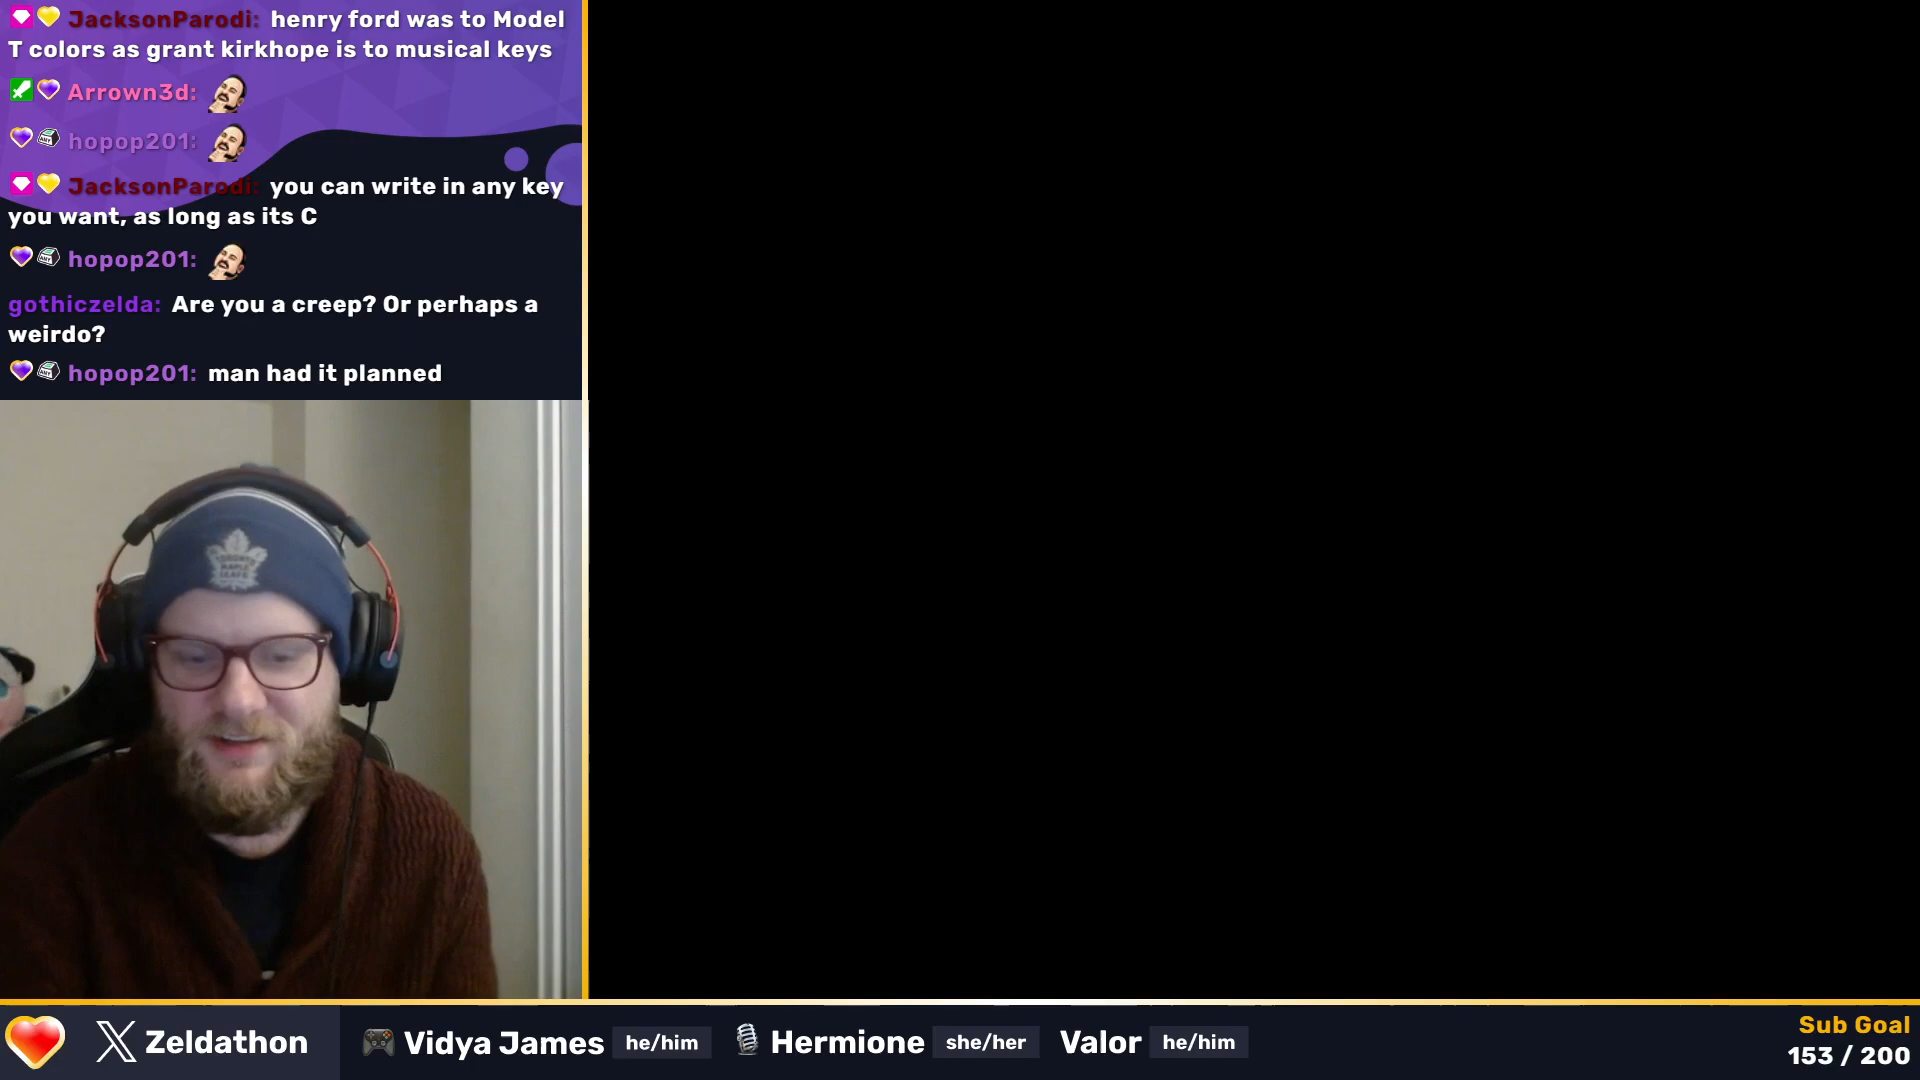 JacksonParodi: henry ford was to Model
T colors as grant kirkhope is to musical keys
Arrown3d:
hopop201:
JacksonParodi: you can write in any key
you want, as long as its C
hopop201:
gothiczelda: Are you a creep? Or perhaps a
weirdo?
hopop201: man had it planned
TORONTO
MAPLE
LEAFS
Zeldathon
Vidya James he/him
Hermione she/her
Valor he/him
Sub Goal
153 / 200